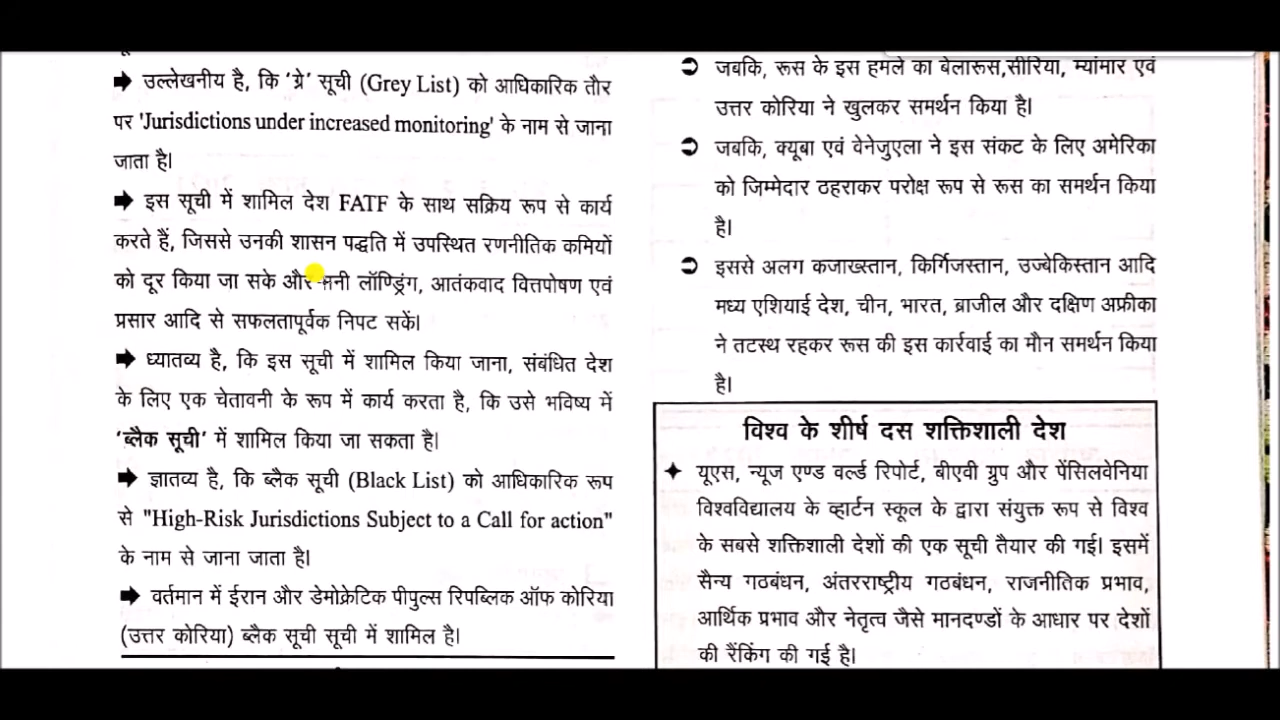 ➡ उल्लेखनीय है, कि 'ग्रे' सूची (Grey List) को आधिकारिक तौर
पर 'Jurisdictions under increased monitoring' के नाम से जाना
जाता है।
➡ इस सूची में शामिल देश FATF के साथ सक्रिय रूप से कार्य
करते हैं, जिससे उनकी शासन पद्धति में उपस्थित रणनीतिक कमियों
को दूर किया जा सके और मनी लॉण्ड्रिंग, आतंकवाद वित्तपोषण एवं
प्रसार आदि से सफलतापूर्वक निपट सकें।
➡ ध्यातव्य है, कि इस सूची में शामिल किया जाना, संबंधित देश
के लिए एक चेतावनी के रूप में कार्य करता है, कि उसे भविष्य में
'ब्लैक सूची' में शामिल किया जा सकता है।
➡ ज्ञातव्य है, कि ब्लैक सूची (Black List) को आधिकारिक रूप
से "High-Risk Jurisdictions Subject to a Call for action"
के नाम से जाना जाता है।
➡ वर्तमान में ईरान और डेमोक्रेटिक पीपुल्स रिपब्लिक ऑफ कोरिया
(उत्तर कोरिया) ब्लैक सूची सूची में शामिल है।
➲ जबकि, रूस के इस हमले का बेलारूस,सीरिया, म्यांमार एवं
उत्तर कोरिया ने खुलकर समर्थन किया है।
➲ जबकि, क्यूबा एवं वेनेजुएला ने इस संकट के लिए अमेरिका
को जिम्मेदार ठहराकर परोक्ष रूप से रूस का समर्थन किया
है।
➲ इससे अलग कजाख्स्तान, किर्गिजस्तान, उज्बेकिस्तान आदि
मध्य एशियाई देश, चीन, भारत, ब्राजील और दक्षिण अफ्रीका
ने तटस्थ रहकर रूस की इस कार्रवाई का मौन समर्थन किया
है।
विश्व के शीर्ष दस शक्तिशाली देश
✦ यूएस, न्यूज एण्ड वर्ल्ड रिपोर्ट, बीएवी ग्रुप और पेंसिलवेनिया
विश्वविद्यालय के व्हार्टन स्कूल के द्वारा संयुक्त रूप से विश्व
के सबसे शक्तिशाली देशों की एक सूची तैयार की गई। इसमें
सैन्य गठबंधन, अंतरराष्ट्रीय गठबंधन, राजनीतिक प्रभाव,
आर्थिक प्रभाव और नेतृत्व जैसे मानदण्डों के आधार पर देशों
की रैंकिंग की गई है।